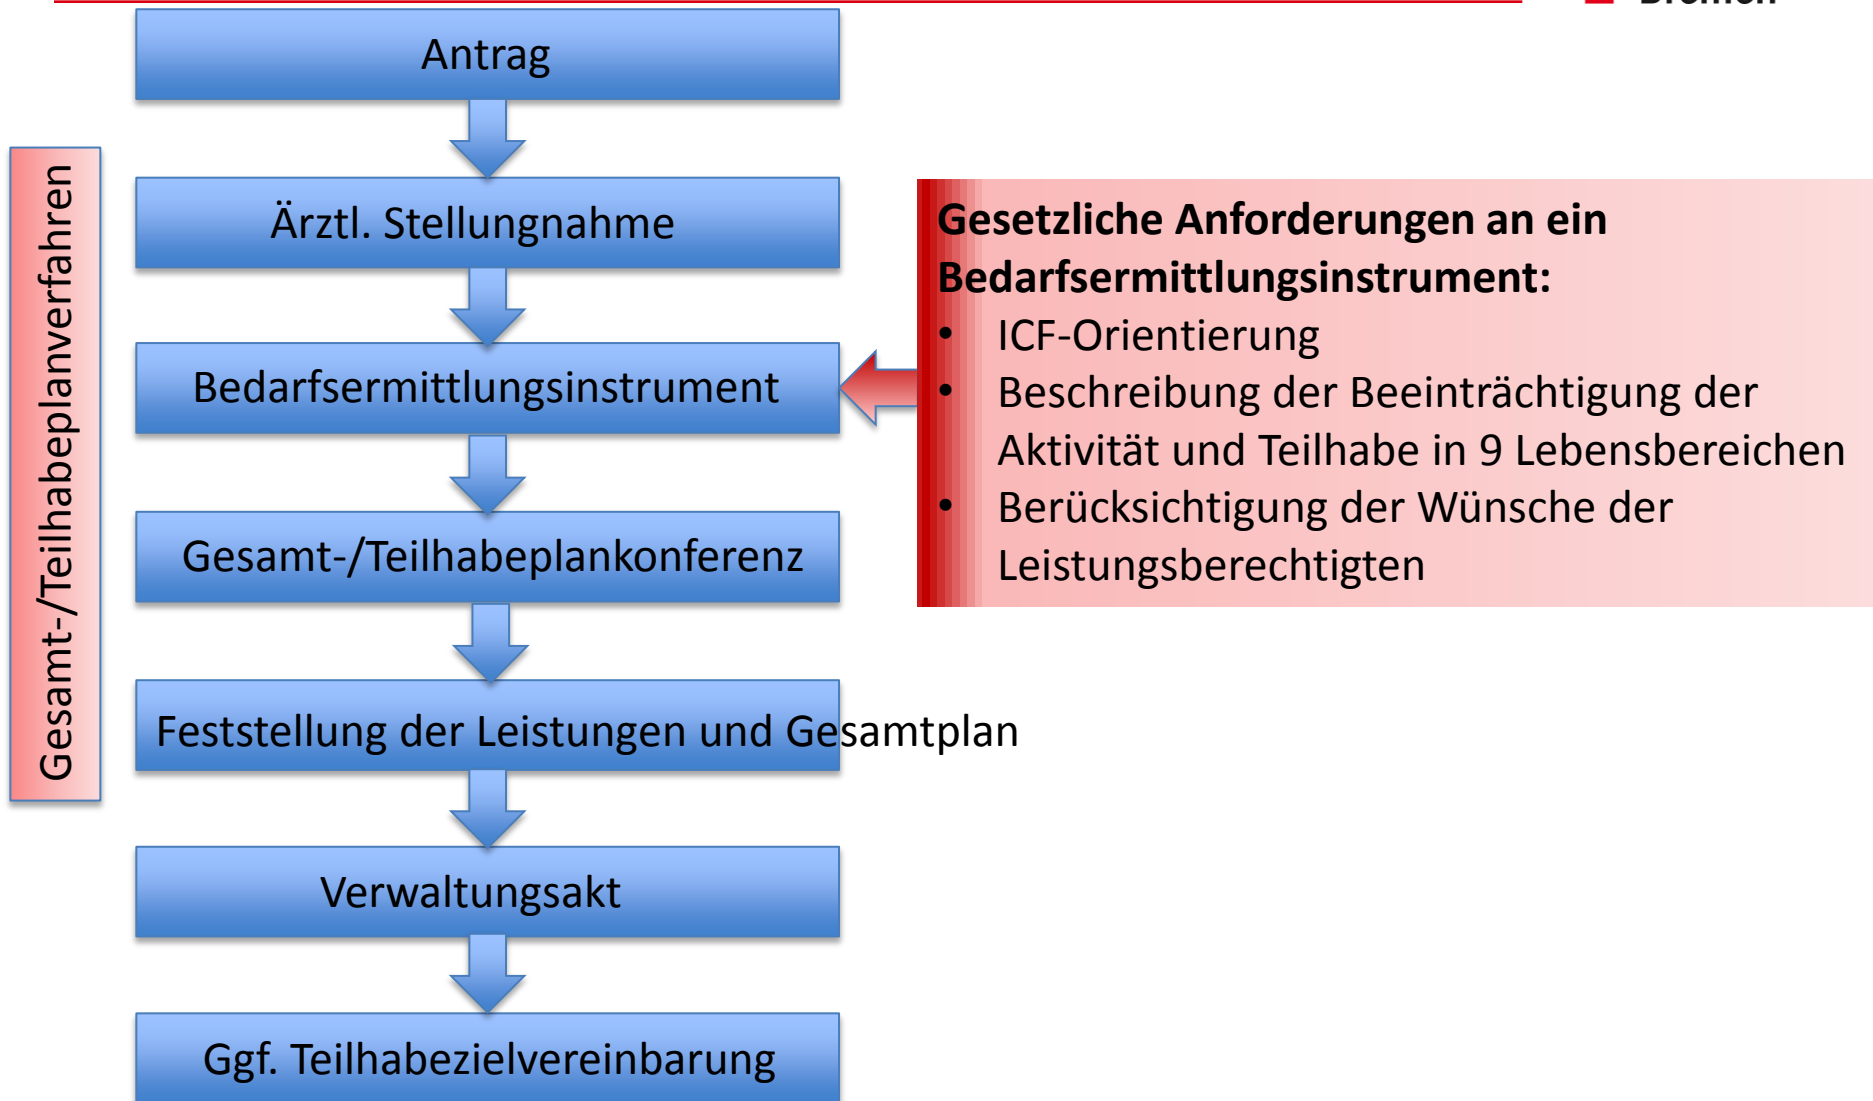 Antrag
Ärztl. Stellungnahme
Bedarfsermittlungsinstrument
Gesamt-/Teilhabeplankonferenz
Feststellung der Leistungen und Gesamtplan
Verwaltungsakt
Ggf. Teilhabezielvereinbarung
Gesamt-/Teilhabeplanverfahren
Gesetzliche Anforderungen an ein
Bedarfsermittlungsinstrument:
• ICF-Orientierung
• Beschreibung der Beeinträchtigung der
Aktivität und Teilhabe in 9 Lebensbereichen
• Berücksichtigung der Wünsche der
Leistungsberechtigten